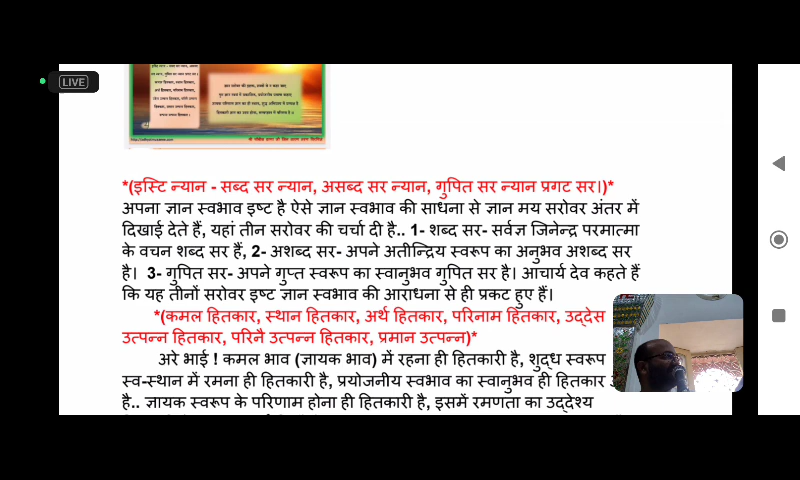 LIVE
*(इस्टि न्यान - सब्द सर न्यान, असब्द सर न्यान, गुपित सर न्यान प्रगट सर।)*
अपना ज्ञान स्वभाव इष्ट है ऐसे ज्ञान स्वभाव की साधना से ज्ञान मय सरोवर अंतर में
दिखाई देते हैं, यहां तीन सरोवर की चर्चा दी है.. 1- शब्द सर- सर्वज्ञ जिनेन्द्र परमात्मा
के वचन शब्द सर हैं, 2- अशब्द सर- अपने अतीन्द्रिय स्वरूप का अनुभव अशब्द सर
है। 3- गुपित सर- अपने गुप्त स्वरूप का स्वानुभव गुपित सर है। आचार्य देव कहते हैं
कि यह तीनों सरोवर इष्ट ज्ञान स्वभाव की आराधना से ही प्रकट हुए हैं।
*(कमल हितकार, स्थान हितकार, अर्थ हितकार, परिनाम हितकार, उद्देस
उत्पन्न हितकार, परिनै उत्पन्न हितकार, प्रमान उत्पन्न)*
अरे भाई ! कमल भाव (ज्ञायक भाव) में रहना ही हितकारी है, शुद्ध स्वरूप
स्व-स्थान में रमना ही हितकारी है, प्रयोजनीय स्वभाव का स्वानुभव ही हितकार
है.. ज्ञायक स्वरूप के परिणाम होना ही हितकारी है, इसमें रमणता का उद्देश्य